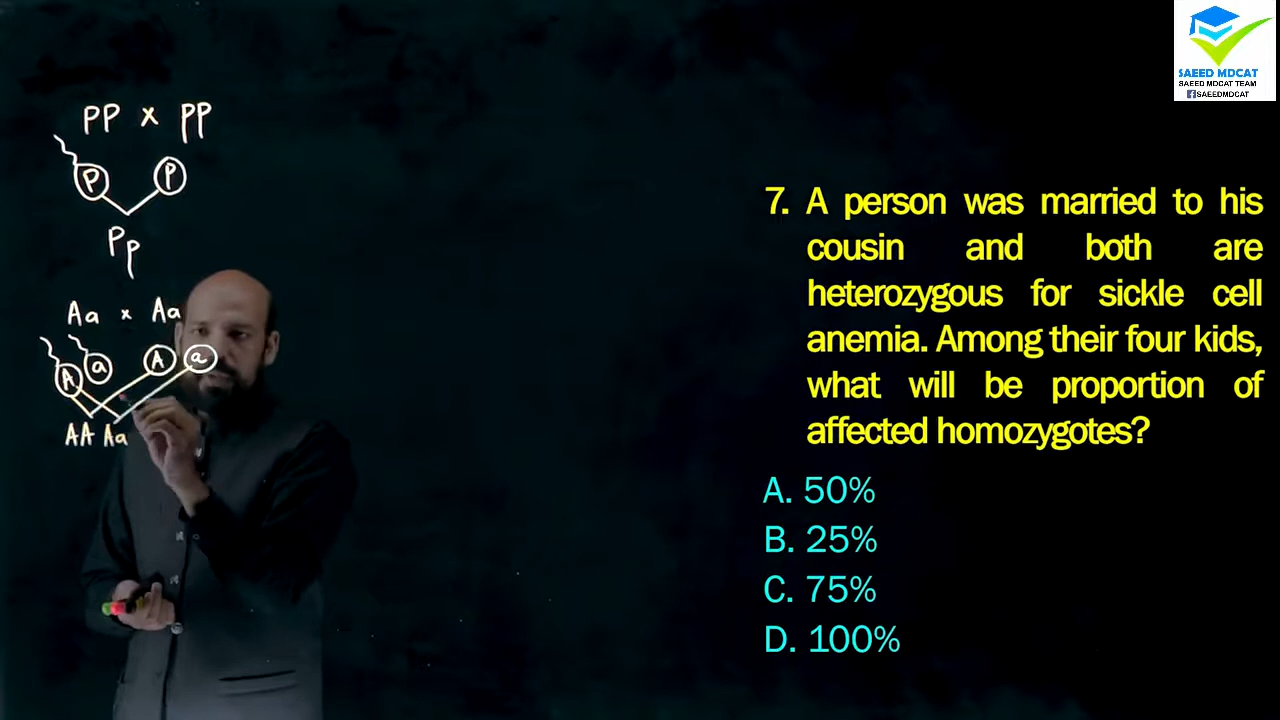 SAEED MDCAT
SAEED MDCAT TEAM
SAEEDMDCAT
PP x pp
P P
Pp
Aa x Aa
A a A a
AA Aa
7. A person was married to his
cousin and both are
heterozygous for sickle cell
anemia. Among their four kids,
what will be proportion of
affected homozygotes?
A. 50%
B. 25%
C. 75%
D. 100%